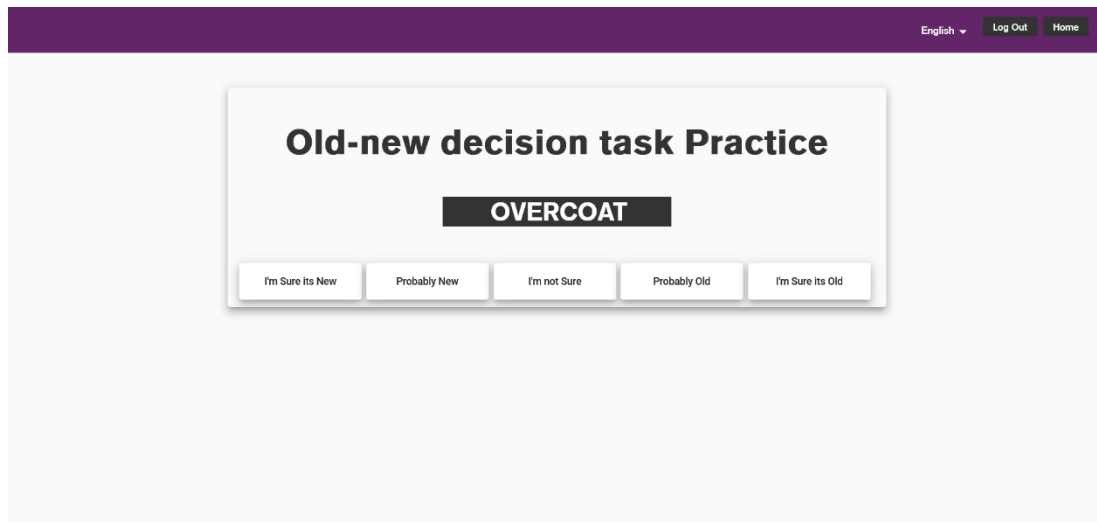 English Log Out Home
Old-new decision task Practice
OVERCOAT
I'm Sure its New Probably New I'm not Sure Probably Old I'm Sure its Old